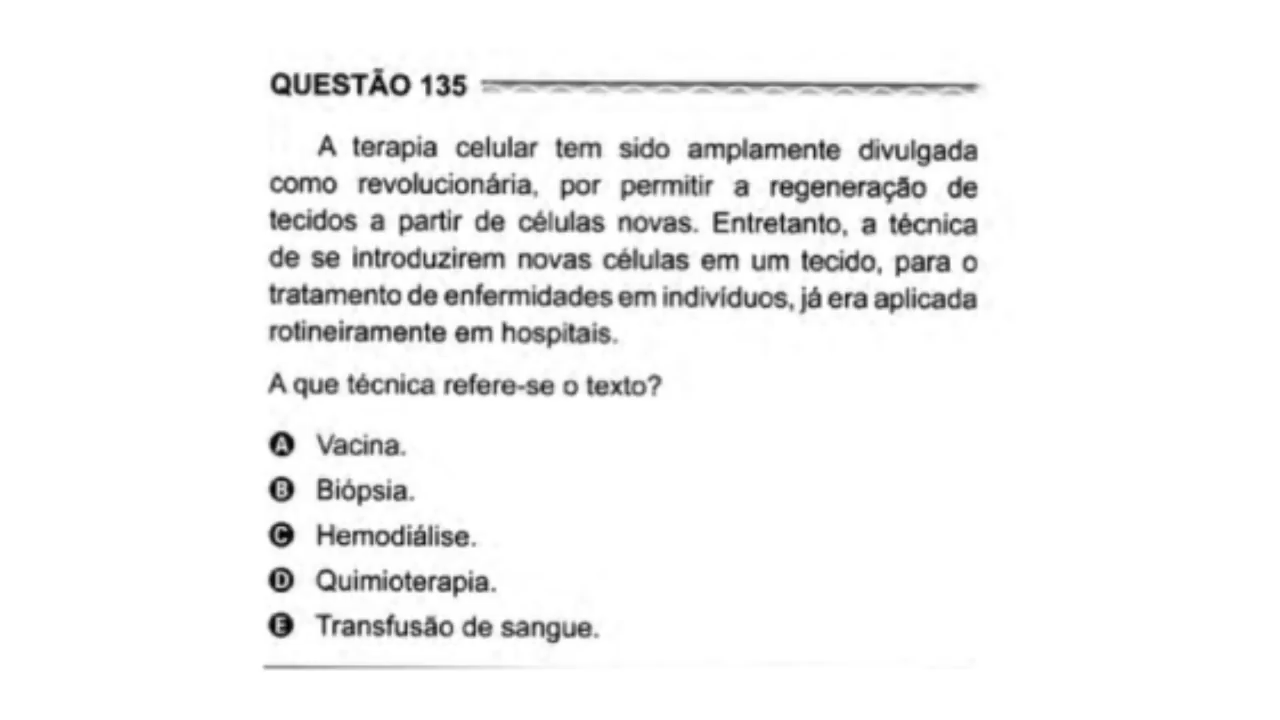 QUESTÃO 135
A terapia celular tem sido amplamente divulgada
como revolucionária, por permitir a regeneração de
tecidos a partir de células novas. Entretanto, a técnica
de se introduzirem novas células em um tecido, para o
tratamento de enfermidades em indivíduos, já era aplicada
rotineiramente em hospitais.
A que técnica refere-se o texto?
A Vacina.
B Biópsia.
C Hemodiálise.
D Quimioterapia.
E Transfusão de sangue.